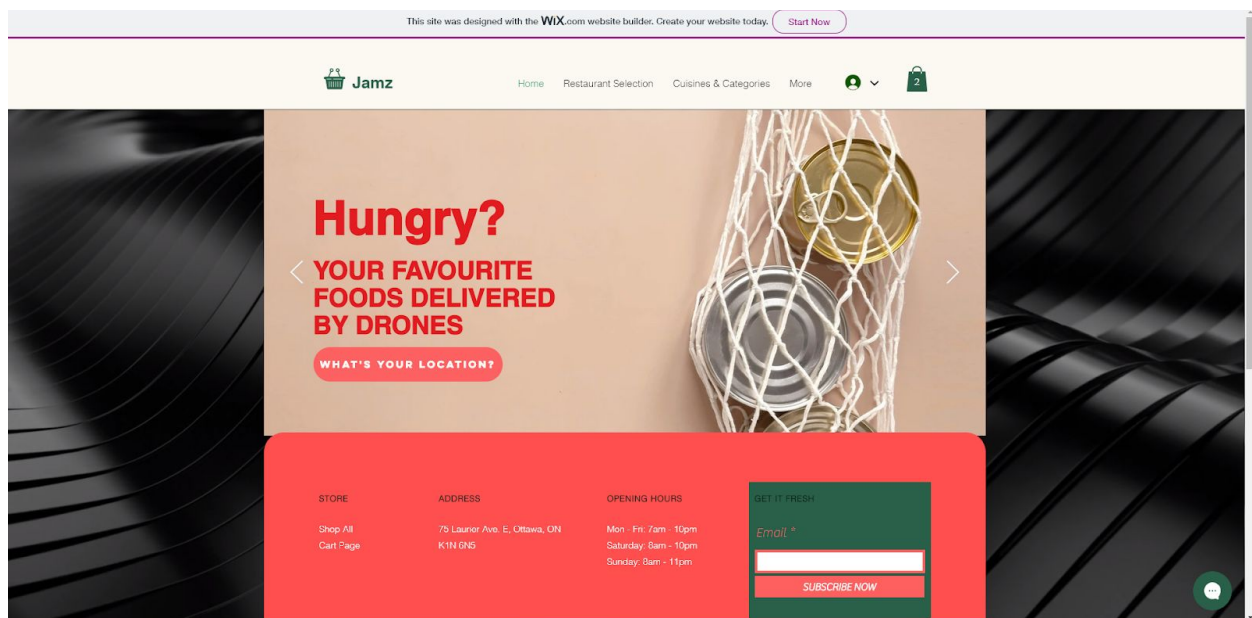 This site was designed with the WiX.com website builder. Create your website today. Start Now
Jamz
Home Restaurant Selection Cuisines & Categories More 2
Hungry?
YOUR FAVOURITE
FOODS DELIVERED
BY DRONES
WHAT'S YOUR LOCATION?
STORE
Shop All
Cart Page
ADDRESS
75 Laurier Ave. E, Ottawa, ON
K1N 6N5
OPENING HOURS
Mon - Fri: 7am - 10pm
Saturday: 8am - 10pm
Sunday: 8am - 11pm
GET IT FRESH
Email *
SUBSCRIBE NOW